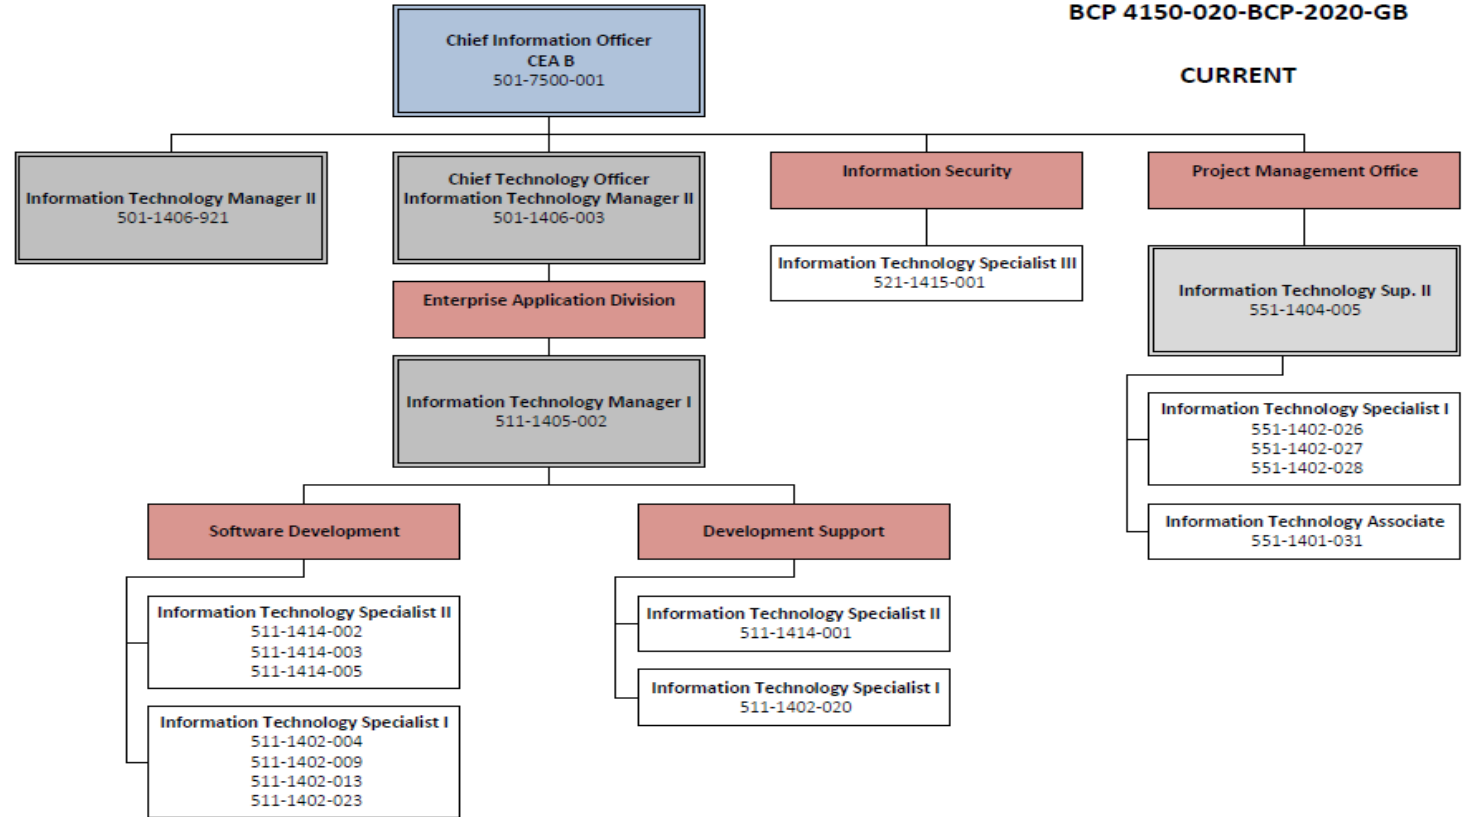 BCP 4150-020-BCP-2020-GB
CURRENT
Chief Information Officer
CEA B
501-7500-001
Information Technology Manager II
501-1406-921
Chief Technology Officer
Information Technology Manager II
501-1406-003
Information Security
Project Management Office
Information Technology Specialist III
521-1415-001
Information Technology Sup. II
551-1404-005
Enterprise Application Division
Information Technology Manager I
511-1405-002
Information Technology Specialist I
551-1402-026
551-1402-027
551-1402-028
Information Technology Associate
551-1401-031
Software Development
Development Support
Information Technology Specialist II
511-1414-002
511-1414-003
511-1414-005
Information Technology Specialist I
511-1402-004
511-1402-009
511-1402-013
511-1402-023
Information Technology Specialist II
511-1414-001
Information Technology Specialist I
511-1402-020